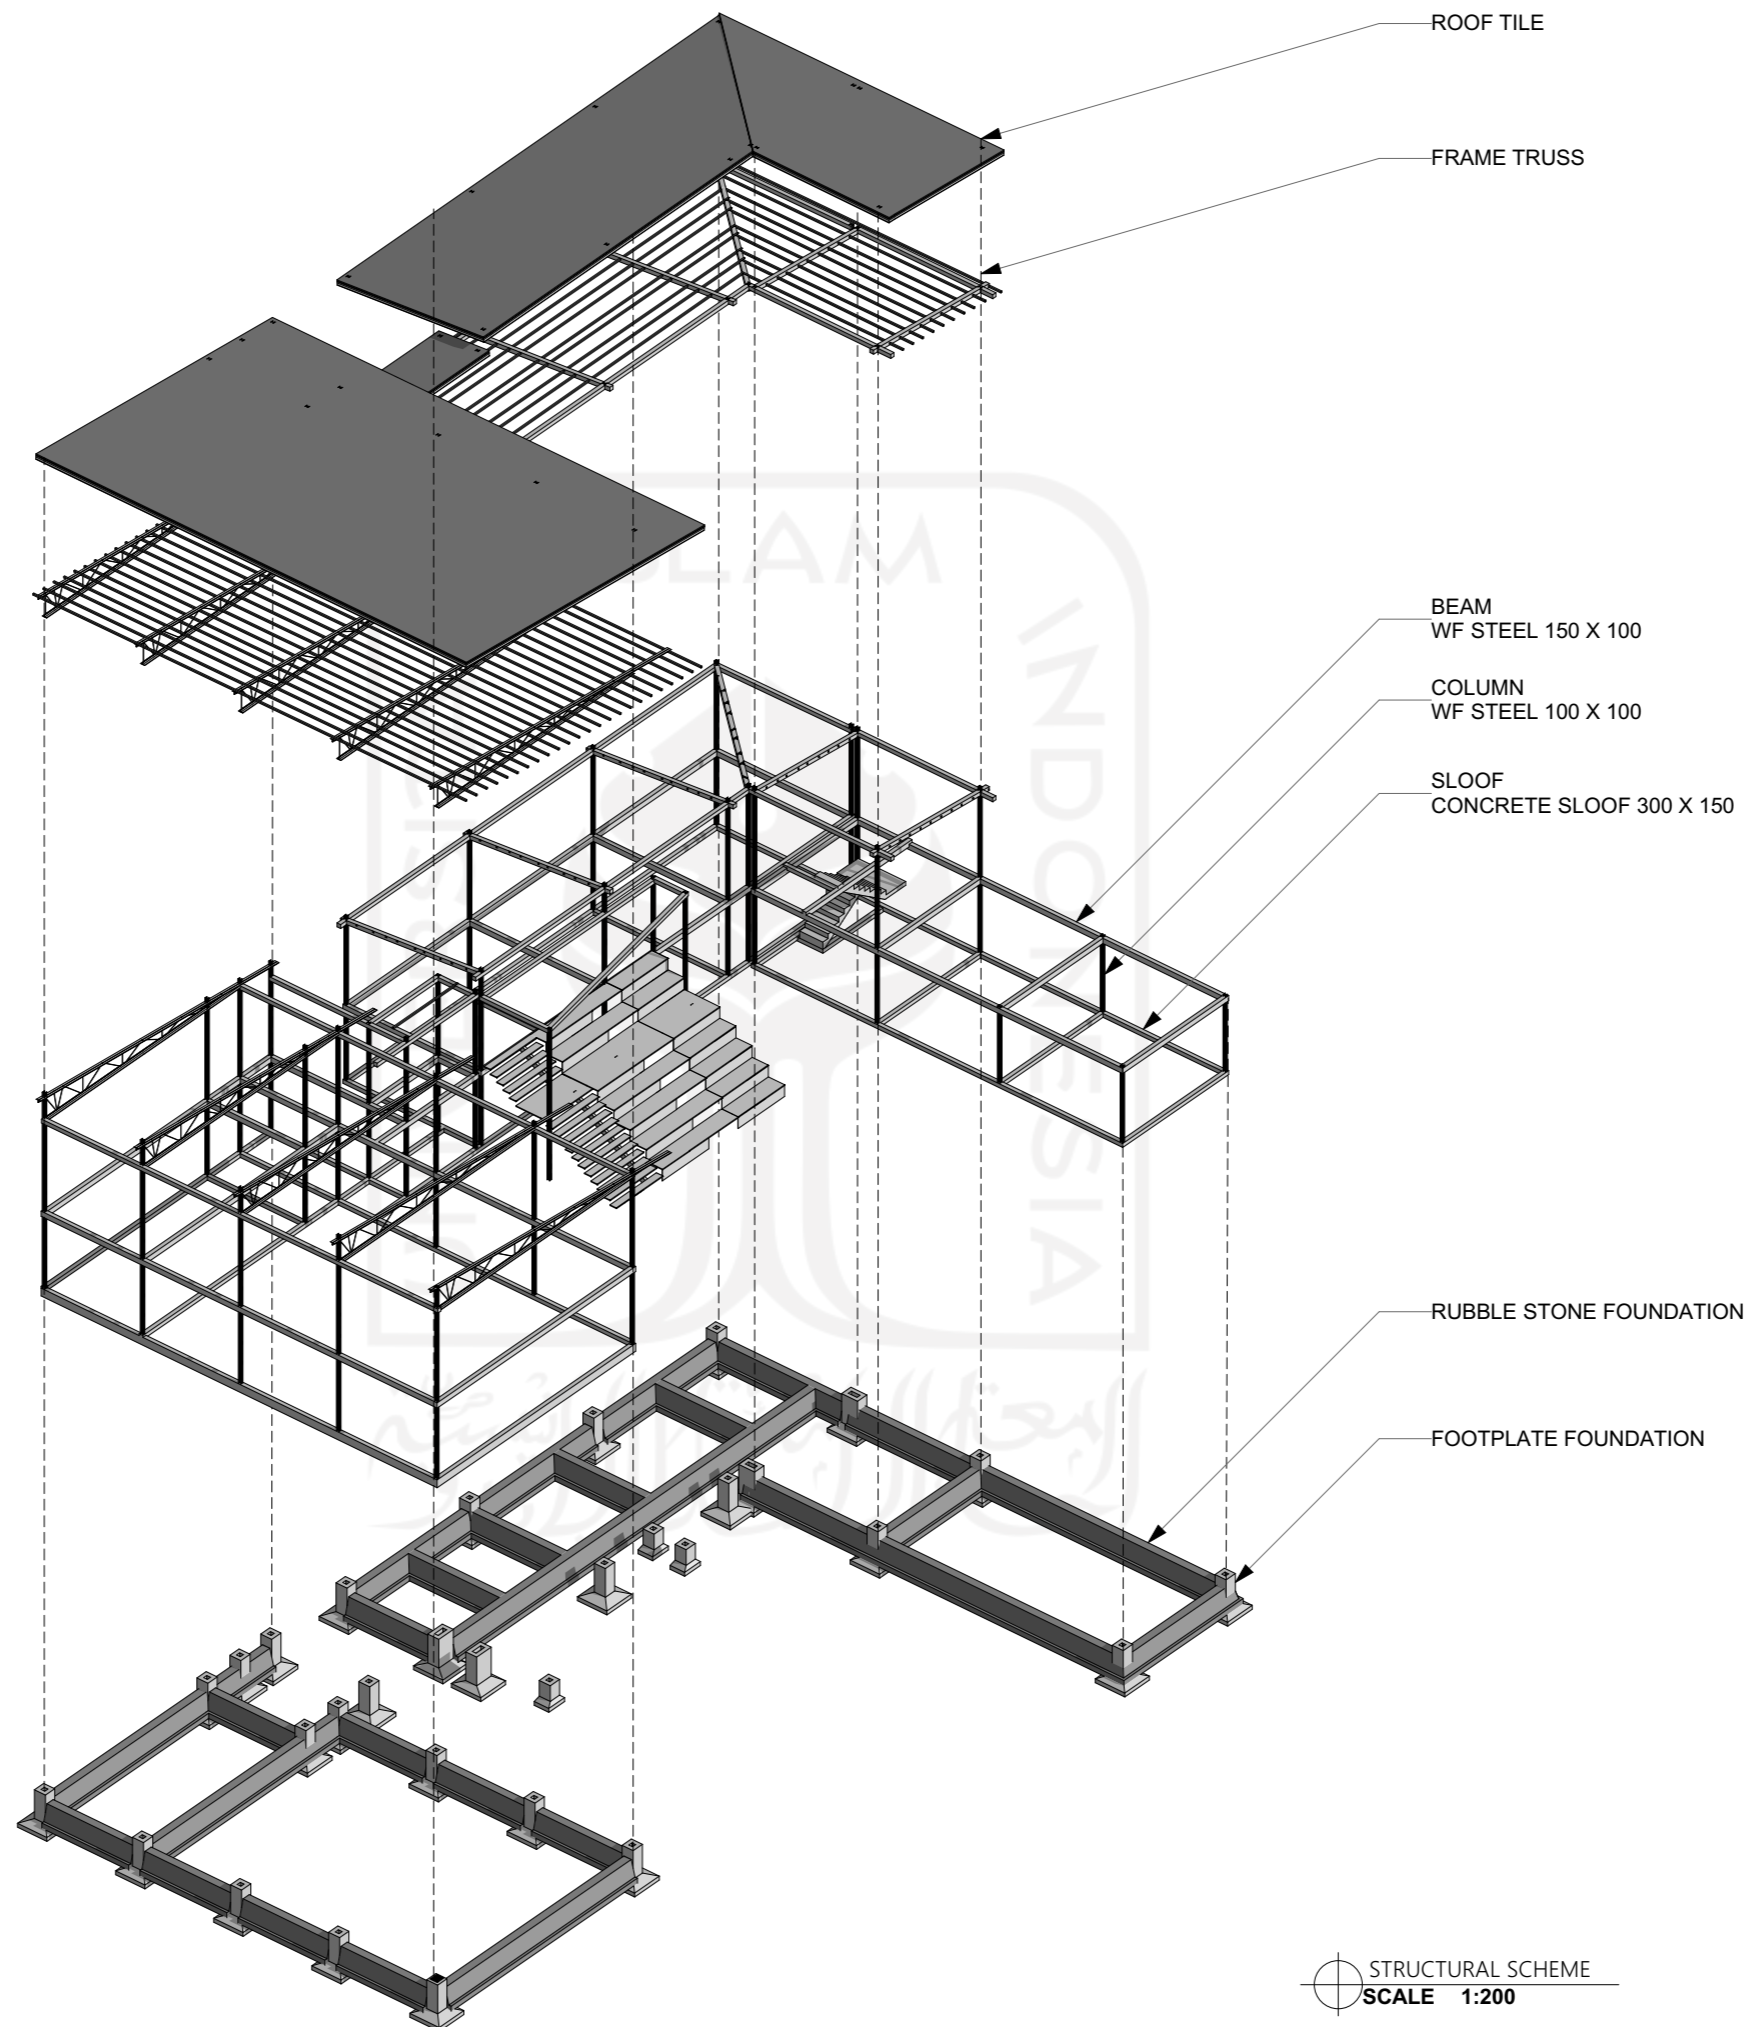 ROOF TILE
FRAME TRUSS
BEAM
WF STEEL 150 X 100
COLUMN
WF STEEL 100 X 100
SLOOF
CONCRETE SLOOF 300 X 150
RUBBLE STONE FOUNDATION
FOOTPLATE FOUNDATION
STRUCTURAL SCHEME
SCALE 1:200
INDONESIA